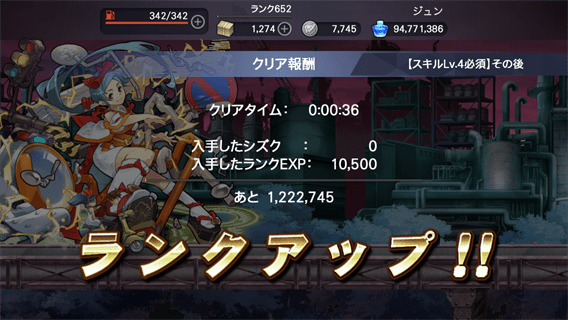 ランク652
342/342
1,274
7,745
ジュン
94,771,386
クリア報酬
【スキルLv.4必須】その後
クリアタイム： 0:00:36
入手したシズク ： 0
入手したランクEXP： 10,500
あと 1,222,745
ランクアップ!!